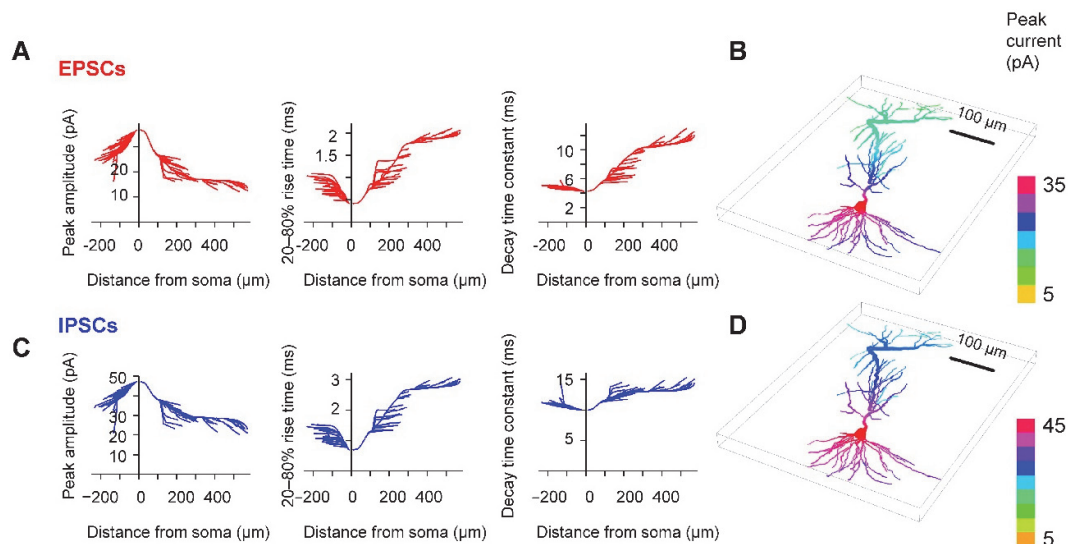 A
EPSCs
Peak amplitude (pA)
30
10
−200 0 200 400
Distance from soma (µm)
20–80% rise time (ms)
2
1.5
1
−200 0 200 400
Distance from soma (µm)
Decay time constant (ms)
10
6
4
2
−200 0 200 400
Distance from soma (µm)
B
Peak
current
(pA)
100 µm
35
5
C
IPSCs
Peak amplitude (pA)
50
40
30
20
10
−200 0 200 400
Distance from soma (µm)
20–80% rise time (ms)
3
2
1
−200 0 200 400
Distance from soma (µm)
Decay time constant (ms)
15
5
−200 0 200 400
Distance from soma (µm)
D
100 µm
45
5